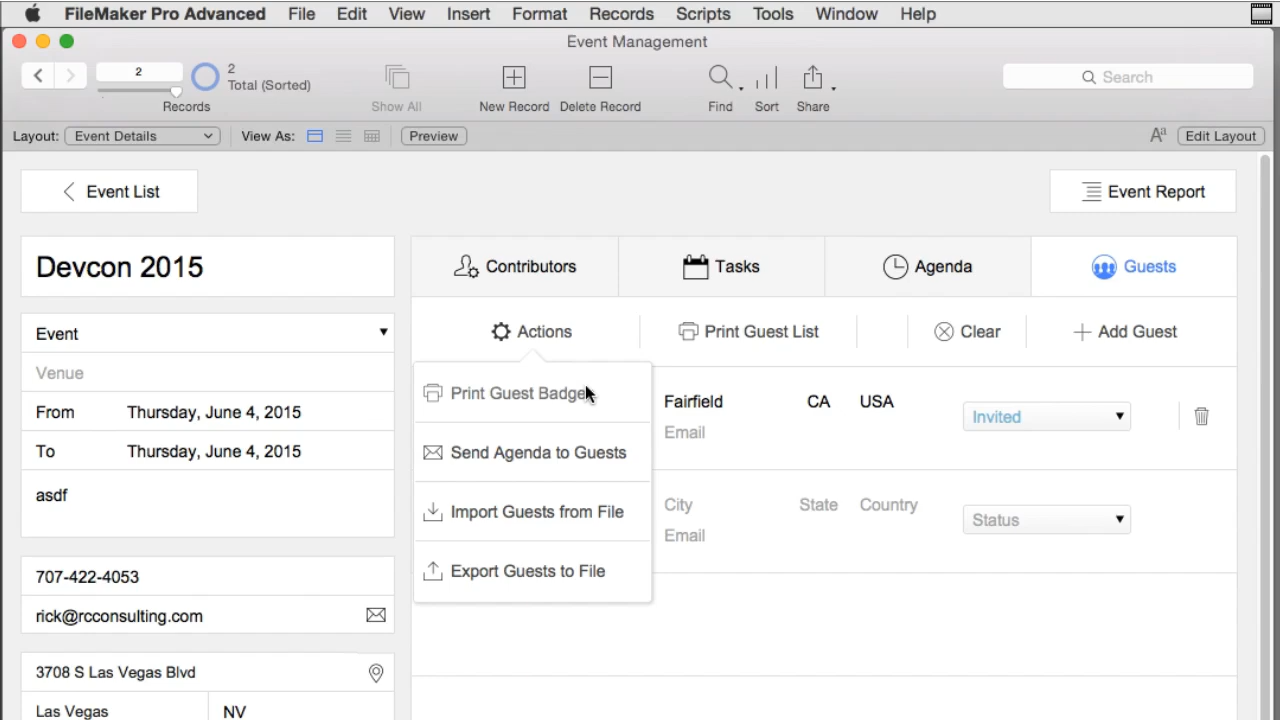 FileMaker Pro Advanced File Edit View Insert Format Records Scripts Tools Window Help
Event Management
2
2
Total (Sorted)
Records
Show All
New Record
Delete Record
Find
Sort
Share
Search
Layout: Event Details View As: Preview Aa Edit Layout
Event List
Event Report
Devcon 2015
Contributors
Tasks
Agenda
Guests
Event
Venue
From Thursday, June 4, 2015
To Thursday, June 4, 2015
asdf
707-422-4053
rick@rcconsulting.com
3708 S Las Vegas Blvd
Las Vegas NV
Actions
Print Guest List
Clear
Add Guest
Print Guest Badge
Send Agenda to Guests
Import Guests from File
Export Guests to File
Fairfield CA USA
Email
Invited
City State Country
Email
Status